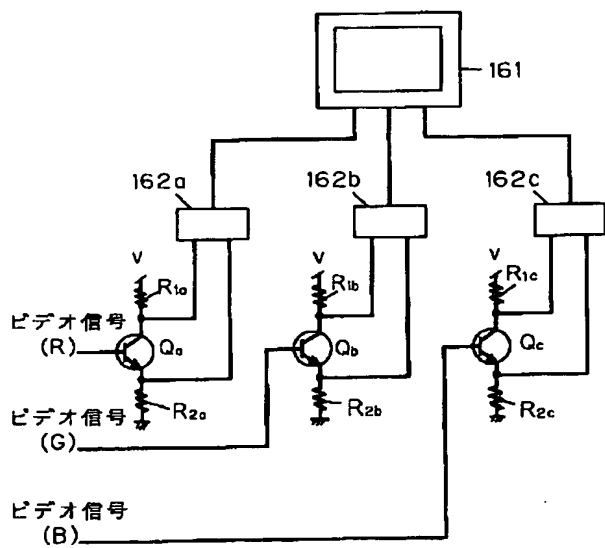 161
162a
162b
162c
V
V
V
R1a
R1b
R1c
ビデオ信号
(R)
Qa
Qb
Qc
R2a
R2b
R2c
ビデオ信号
(G)
ビデオ信号
(B)